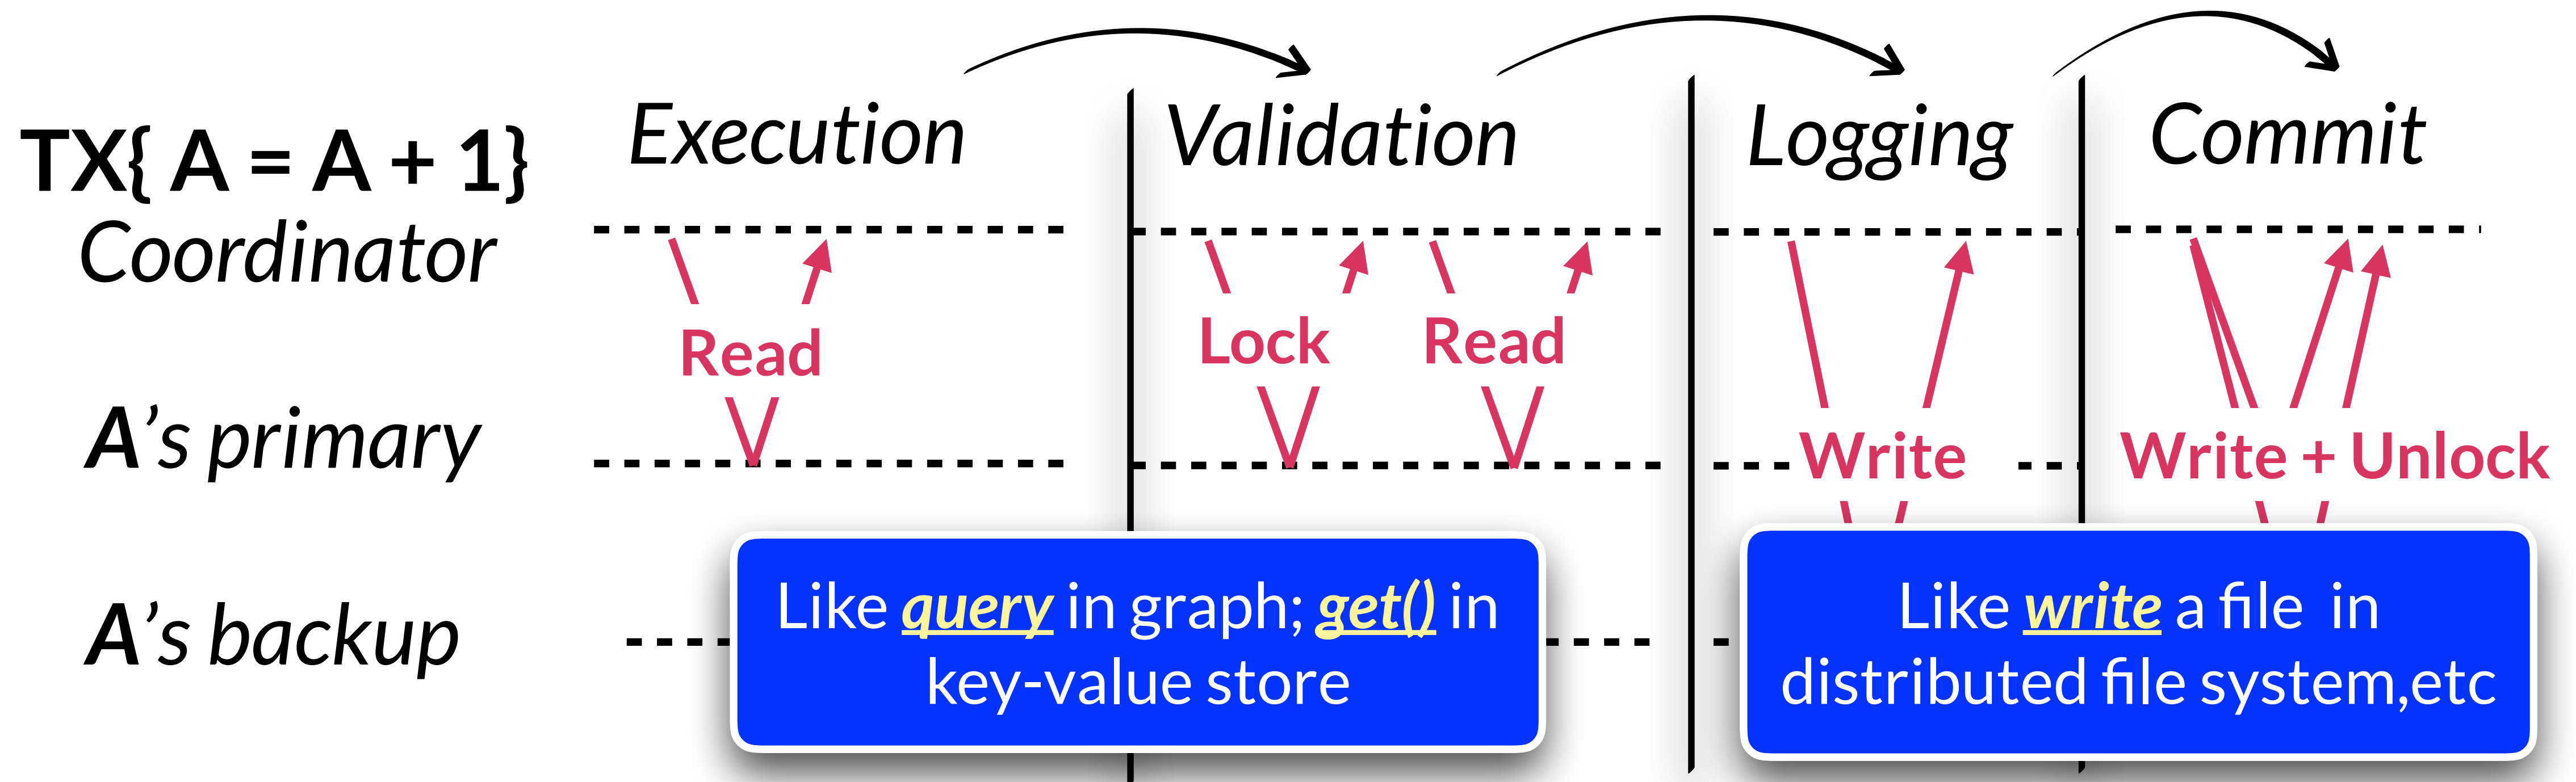 Execution
Validation
Logging
Commit
TX{ A = A + 1}
Coordinator
Read
Lock
Read
A's primary
Write
Write + Unlock
Like query in graph; get() in
key-value store
Like write a file in
distributed file system,etc
A's backup